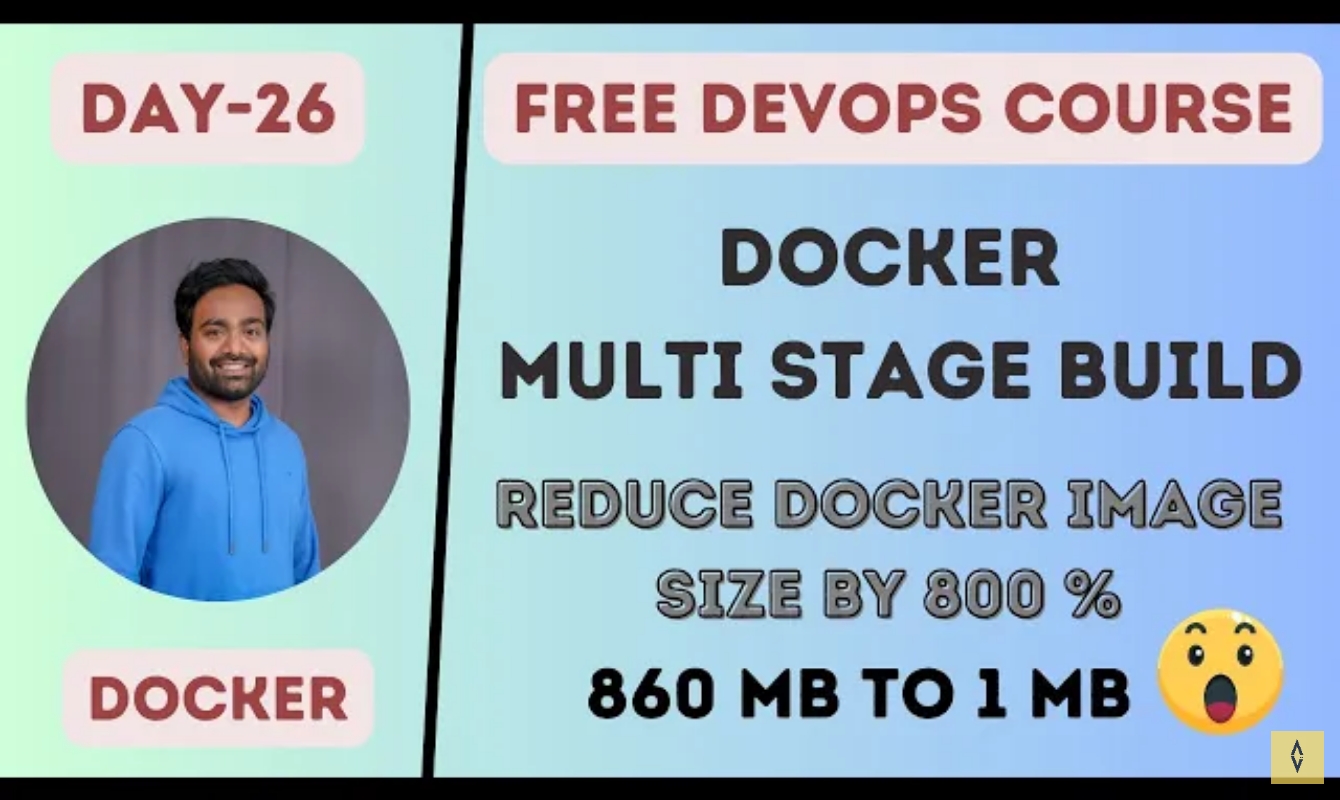 DAY-26
FREE DEVOPS COURSE
DOCKER
MULTI STAGE BUILD
REDUCE DOCKER IMAGE
SIZE BY 800 %
860 MB TO 1 MB
DOCKER